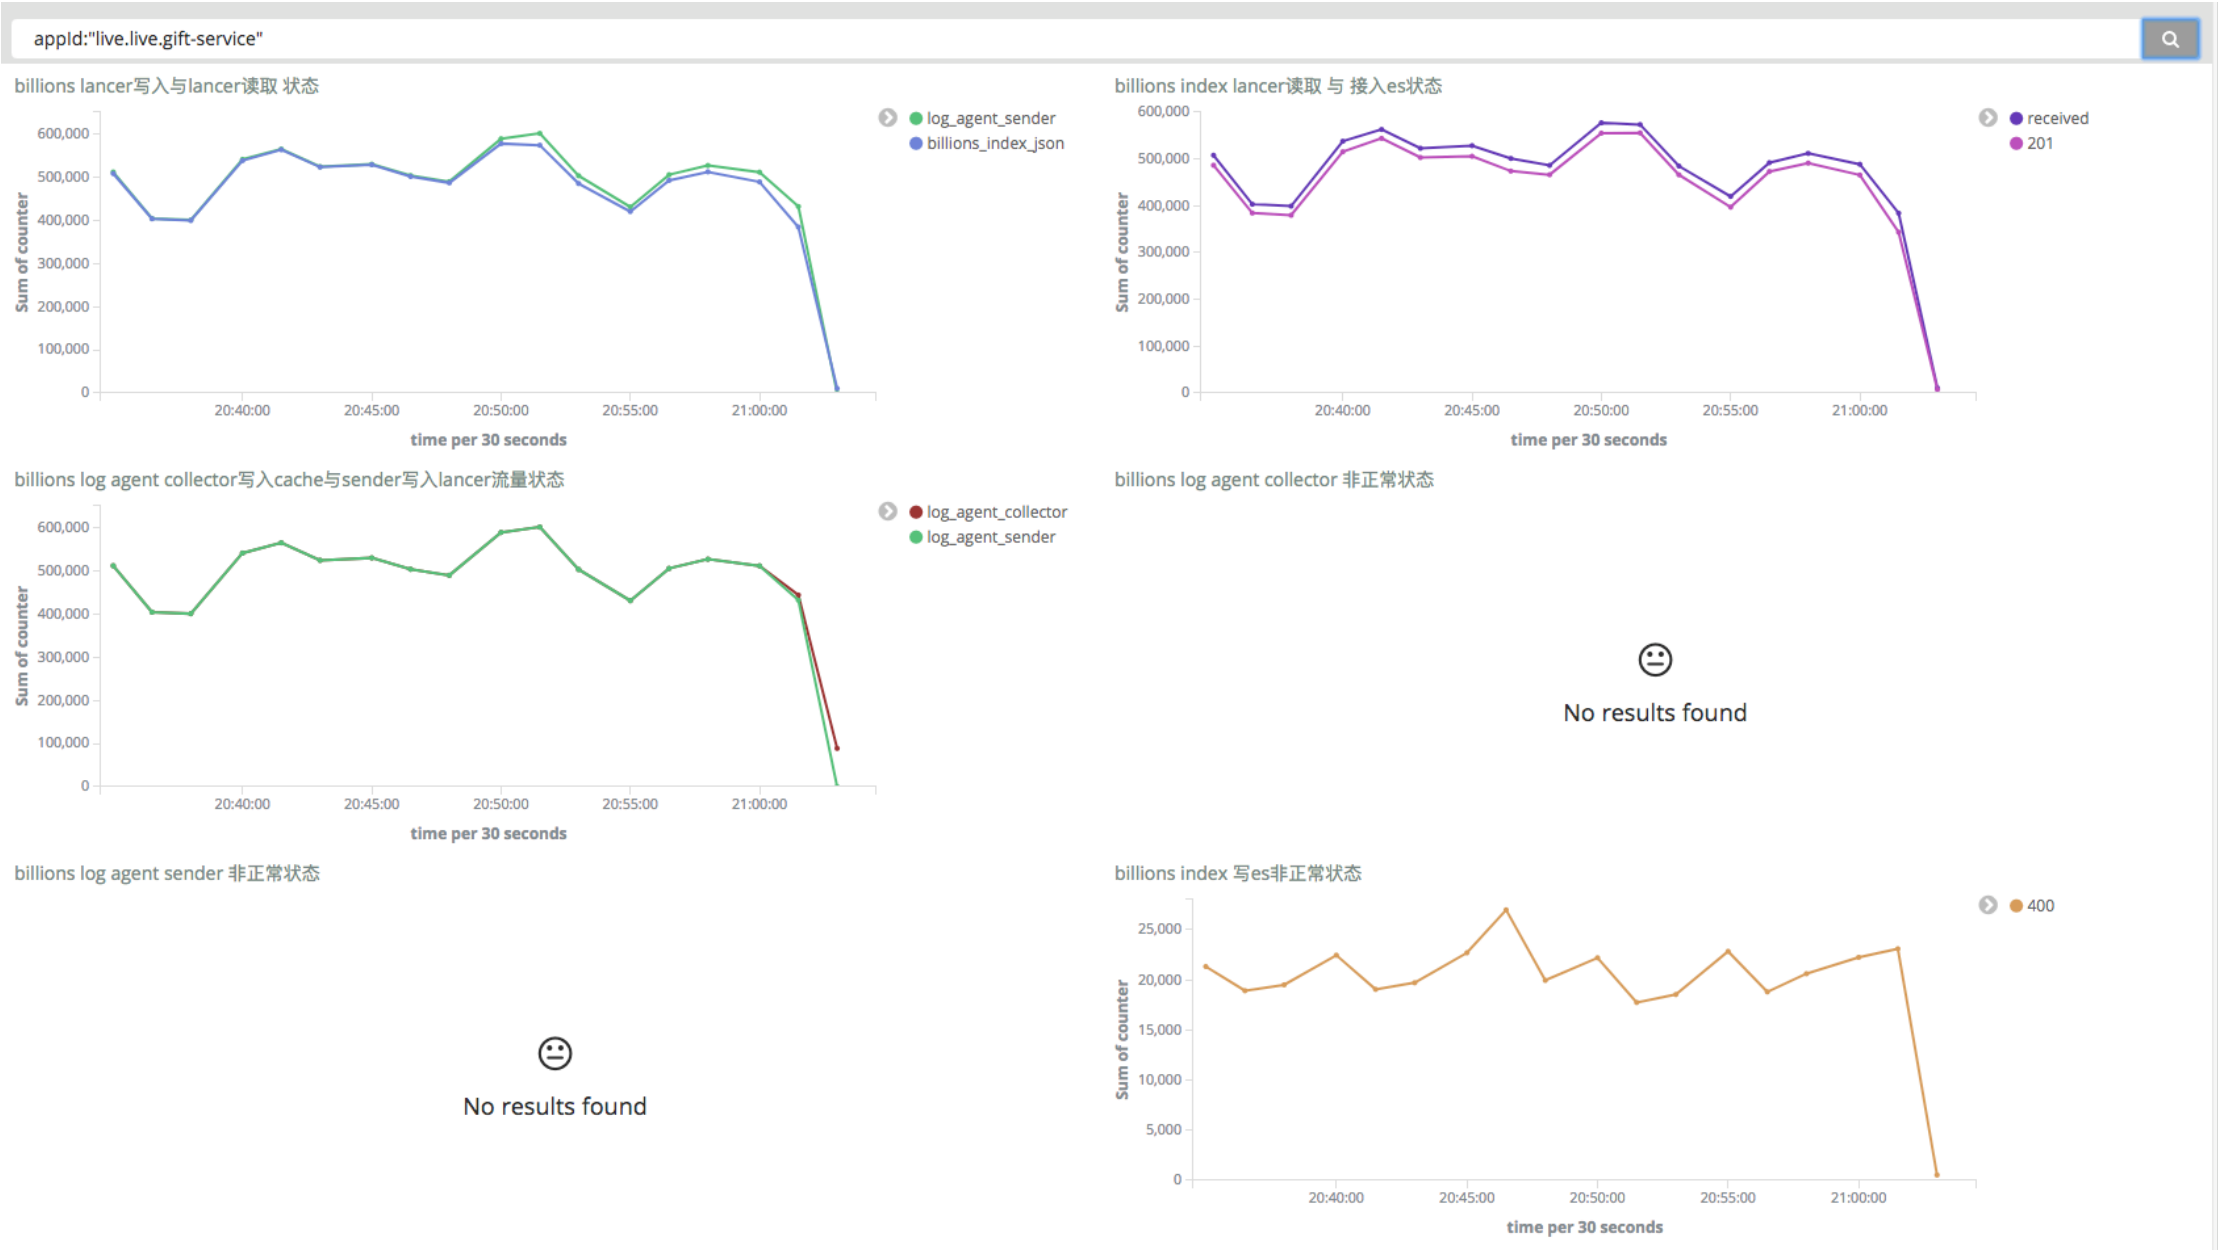 appId:"live.live.gift-service"
billions lancer写入与lancer读取 状态
600,000
500,000
400,000
300,000
200,000
100,000
0
Sum of counter
20:40:00 20:45:00 20:50:00 20:55:00 21:00:00
time per 30 seconds
log_agent_sender
billions_index_json
billions index lancer读取 与 接入es状态
600,000
500,000
400,000
300,000
200,000
100,000
0
Sum of counter
20:40:00 20:45:00 20:50:00 20:55:00 21:00:00
time per 30 seconds
received
201
billions log agent collector写入cache与sender写入lancer流量状态
600,000
500,000
400,000
300,000
200,000
100,000
0
Sum of counter
20:40:00 20:45:00 20:50:00 20:55:00 21:00:00
time per 30 seconds
log_agent_collector
log_agent_sender
billions log agent collector 非正常状态
No results found
billions log agent sender 非正常状态
No results found
billions index 写es非正常状态
25,000
20,000
15,000
10,000
5,000
0
Sum of counter
20:40:00 20:45:00 20:50:00 20:55:00 21:00:00
time per 30 seconds
400